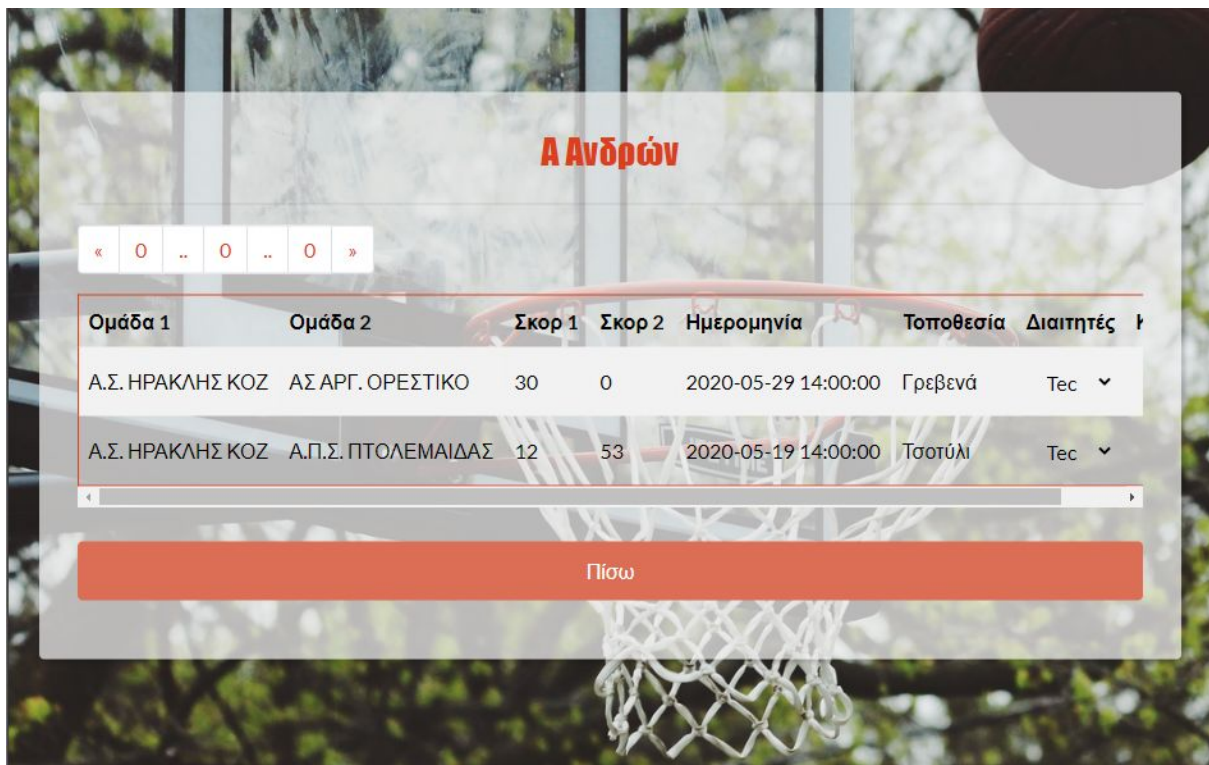 Α Ανδρών
« 0 .. 0 .. 0 »
Ομάδα 1 Ομάδα 2 Σκορ 1 Σκορ 2 Ημερομηνία Τοποθεσία Διαιτητές
Α.Σ. ΗΡΑΚΛΗΣ ΚΟΖ ΑΣ ΑΡΓ. ΟΡΕΣΤΙΚΟ 30 0 2020-05-29 14:00:00 Γρεβενά Tec
Α.Σ. ΗΡΑΚΛΗΣ ΚΟΖ Α.Π.Σ. ΠΤΟΛΕΜΑΙΔΑΣ 12 53 2020-05-19 14:00:00 Τσοτύλι Tec
Πίσω